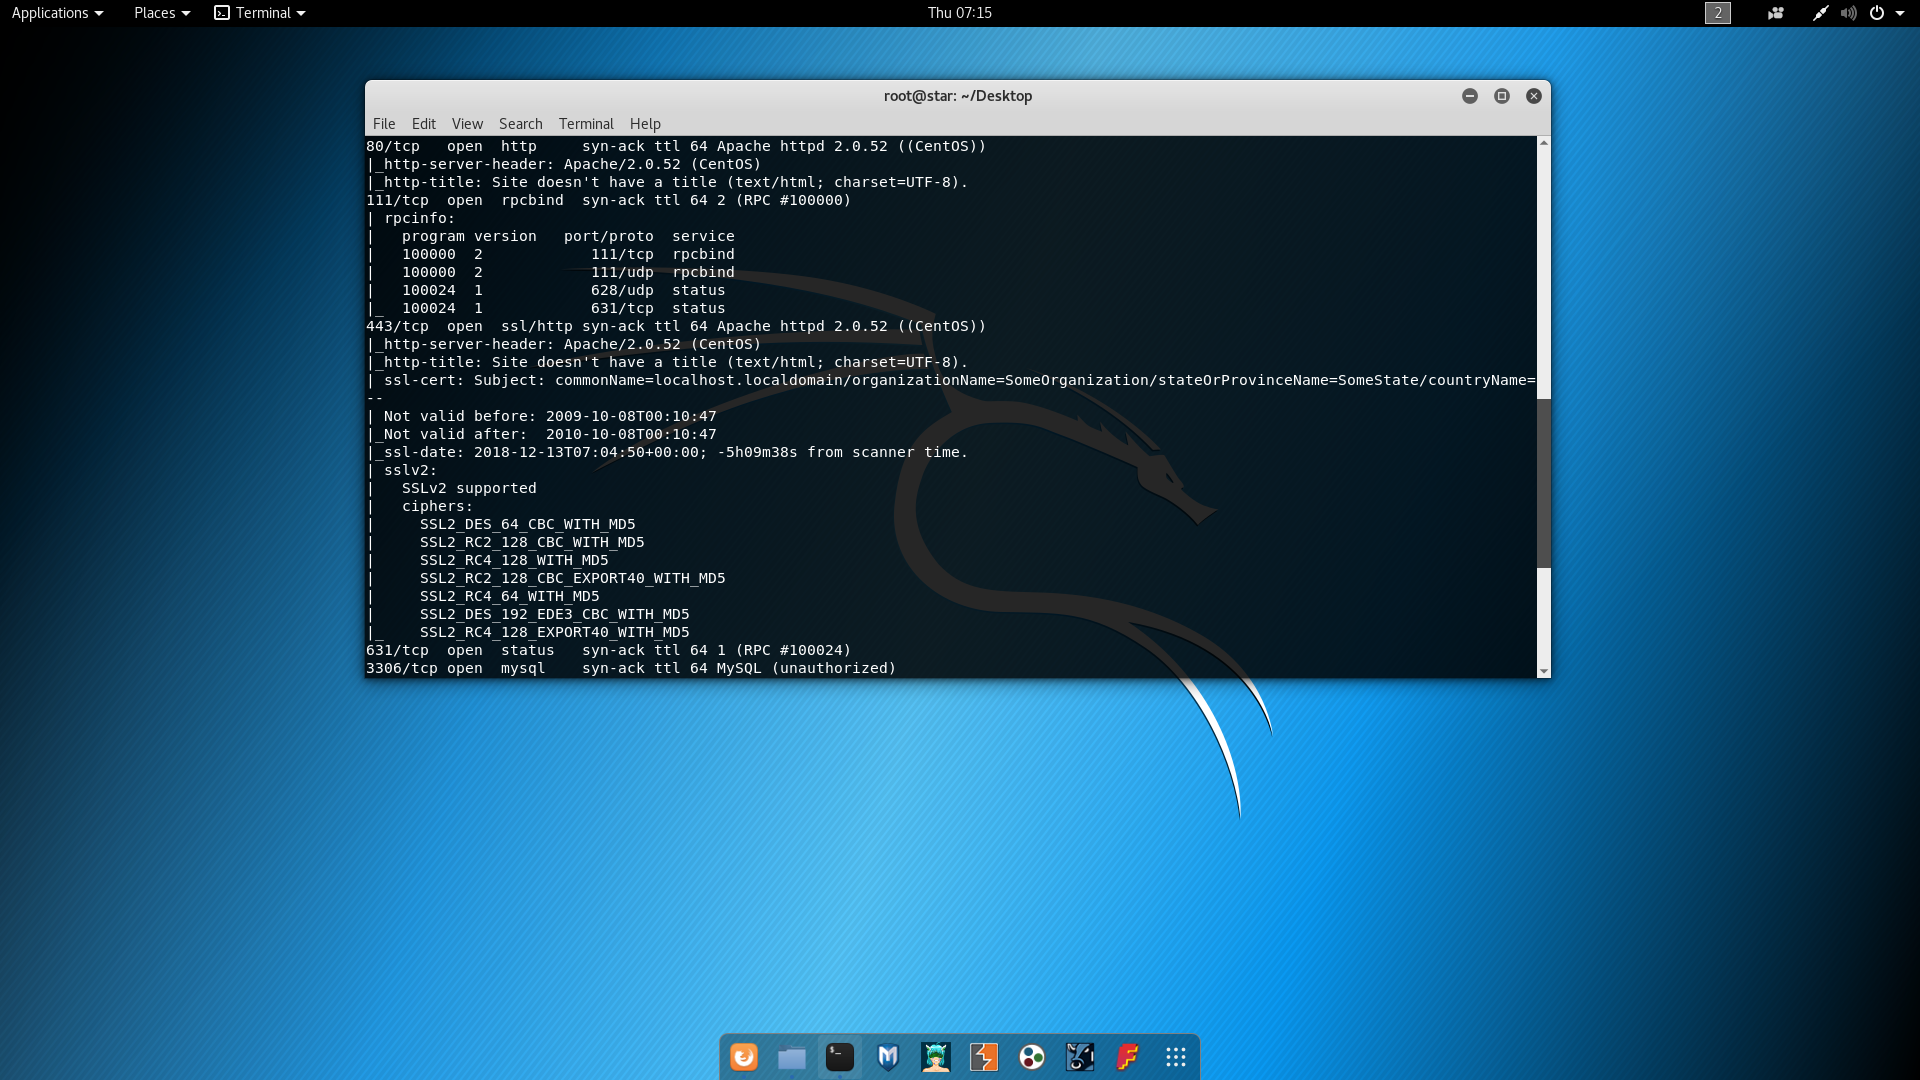 Applications Places Terminal Thu 07:15 2
root@star: ~/Desktop
File Edit View Search Terminal Help
80/tcp   open  http     syn-ack ttl 64 Apache httpd 2.0.52 ((CentOS))
|_http-server-header: Apache/2.0.52 (CentOS)
|_http-title: Site doesn't have a title (text/html; charset=UTF-8).
111/tcp  open  rpcbind  syn-ack ttl 64 2 (RPC #100000)
| rpcinfo:
|   program version   port/proto  service
|   100000  2            111/tcp  rpcbind
|   100000  2            111/udp  rpcbind
|   100024  1            628/udp  status
|_  100024  1            631/tcp  status
443/tcp  open  ssl/http syn-ack ttl 64 Apache httpd 2.0.52 ((CentOS))
|_http-server-header: Apache/2.0.52 (CentOS)
|_http-title: Site doesn't have a title (text/html; charset=UTF-8).
| ssl-cert: Subject: commonName=localhost.localdomain/organizationName=SomeOrganization/stateOrProvinceName=SomeState/countryName=
--
| Not valid before: 2009-10-08T00:10:47
|_Not valid after:  2010-10-08T00:10:47
|_ssl-date: 2018-12-13T07:04:50+00:00; -5h09m38s from scanner time.
| sslv2:
|   SSLv2 supported
|   ciphers:
|     SSL2_DES_64_CBC_WITH_MD5
|     SSL2_RC2_128_CBC_WITH_MD5
|     SSL2_RC4_128_WITH_MD5
|     SSL2_RC2_128_CBC_EXPORT40_WITH_MD5
|     SSL2_RC4_64_WITH_MD5
|     SSL2_DES_192_EDE3_CBC_WITH_MD5
|_    SSL2_RC4_128_EXPORT40_WITH_MD5
631/tcp  open  status   syn-ack ttl 64 1 (RPC #100024)
3306/tcp open  mysql    syn-ack ttl 64 MySQL (unauthorized)